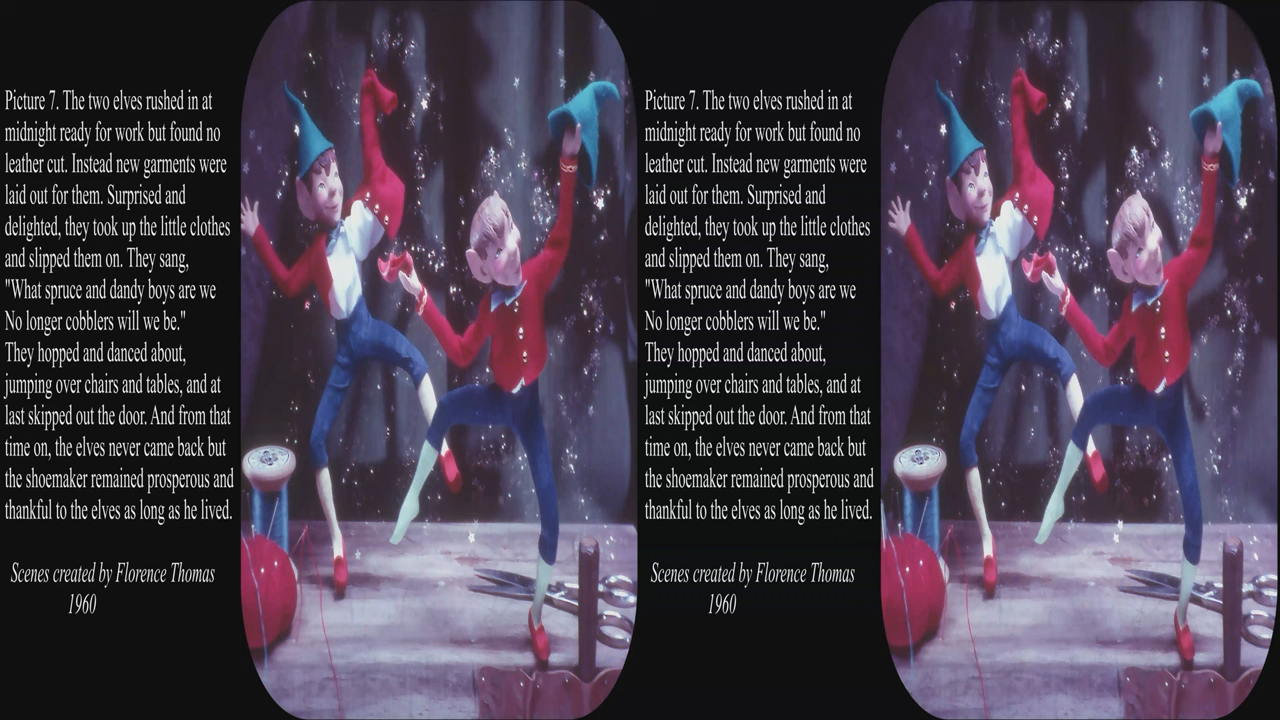 Picture 7. The two elves rushed in at
midnight ready for work but found no
leather cut. Instead new garments were
laid out for them. Surprised and
delighted, they took up the little clothes
and slipped them on. They sang,
"What spruce and dandy boys are we
No longer cobblers will we be."
They hopped and danced about,
jumping over chairs and tables, and at
last skipped out the door. And from that
time on, the elves never came back but
the shoemaker remained prosperous and
thankful to the elves as long as he lived.
Scenes created by Florence Thomas
1960
Picture 7. The two elves rushed in at
midnight ready for work but found no
leather cut. Instead new garments were
laid out for them. Surprised and
delighted, they took up the little clothes
and slipped them on. They sang,
"What spruce and dandy boys are we
No longer cobblers will we be."
They hopped and danced about,
jumping over chairs and tables, and at
last skipped out the door. And from that
time on, the elves never came back but
the shoemaker remained prosperous and
thankful to the elves as long as he lived.
Scenes created by Florence Thomas
1960